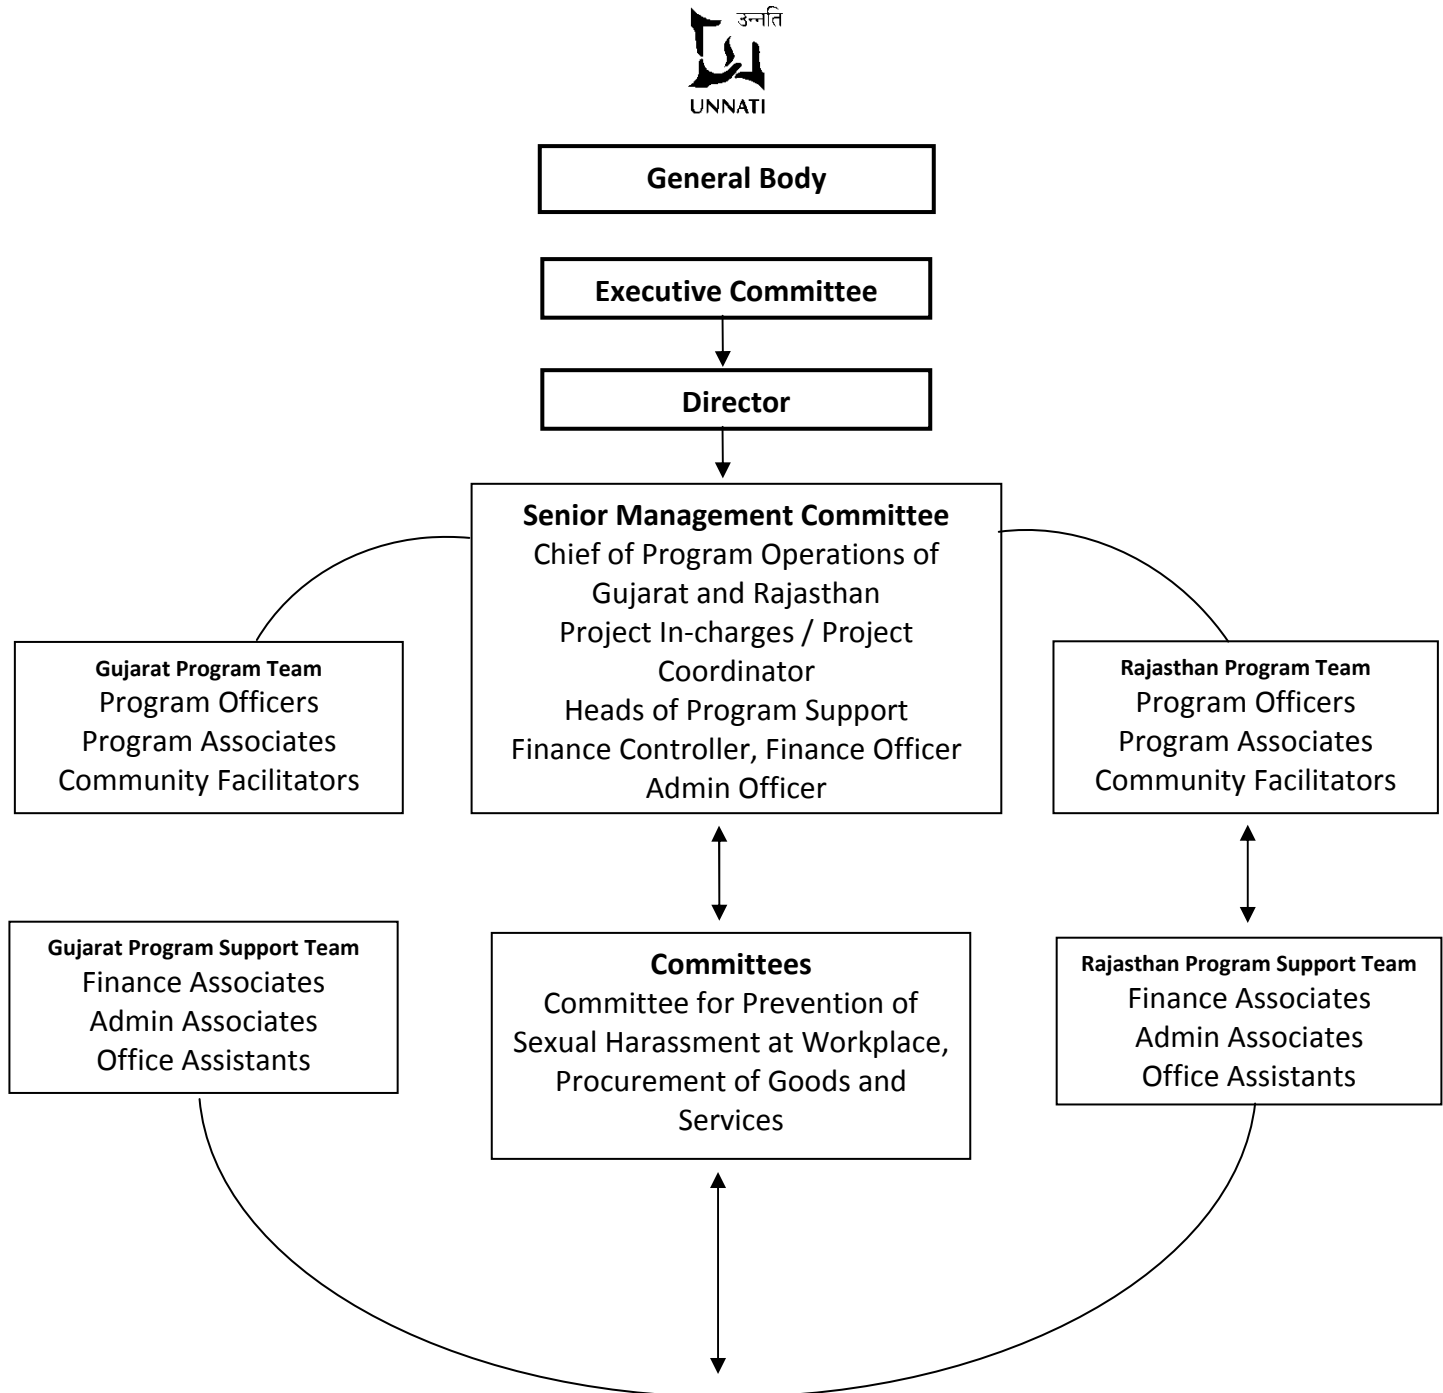 उन्नति
UNNATI
General Body
Executive Committee
Director
Senior Management Committee
Chief of Program Operations of
Gujarat and Rajasthan
Project In-charges / Project
Coordinator
Heads of Program Support
Finance Controller, Finance Officer
Admin Officer
Gujarat Program Team
Program Officers
Program Associates
Community Facilitators
Rajasthan Program Team
Program Officers
Program Associates
Community Facilitators
Gujarat Program Support Team
Finance Associates
Admin Associates
Office Assistants
Committees
Committee for Prevention of
Sexual Harassment at Workplace,
Procurement of Goods and
Services
Rajasthan Program Support Team
Finance Associates
Admin Associates
Office Assistants